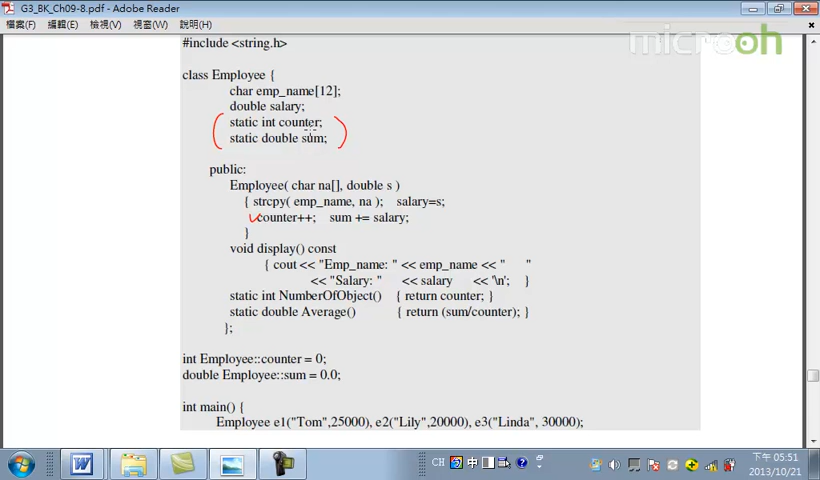 G3_BK_Ch09-8.pdf - Adobe Reader
檔案(F) 編輯(E) 檢視(V) 視窗(W) 說明(H)
microoh
#include <string.h>
class Employee {
char emp_name[12];
double salary;
static int counter;
static double sum;
public:
Employee( char na[], double s )
{ strcpy( emp_name, na ); salary=s;
counter++; sum += salary;
}
void display() const
{ cout << "Emp_name: " << emp_name << " "
<< "Salary: " << salary << '\n'; }
static int NumberOfObject() { return counter; }
static double Average() { return (sum/counter); }
};
int Employee::counter = 0;
double Employee::sum = 0.0;
int main() {
Employee e1("Tom",25000), e2("Lily",20000), e3("Linda", 30000);
CH 中 下午 05:51
2013/10/21